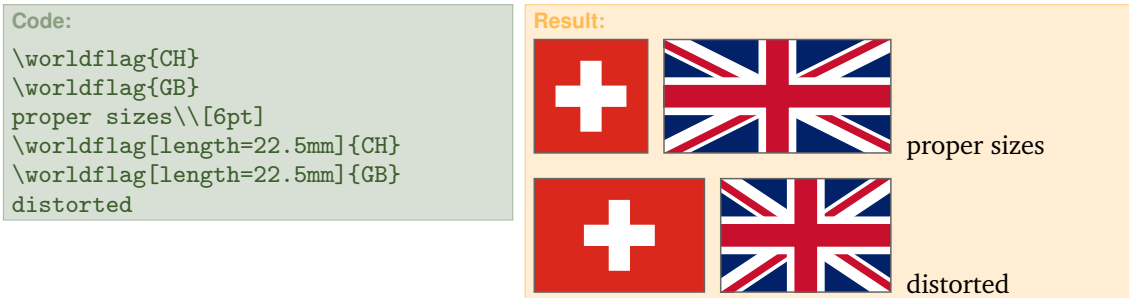 Code:
\worldflag{CH}
\worldflag{GB}
proper sizes\\[6pt]
\worldflag[length=22.5mm]{CH}
\worldflag[length=22.5mm]{GB}
distorted
Result:
proper sizes
distorted